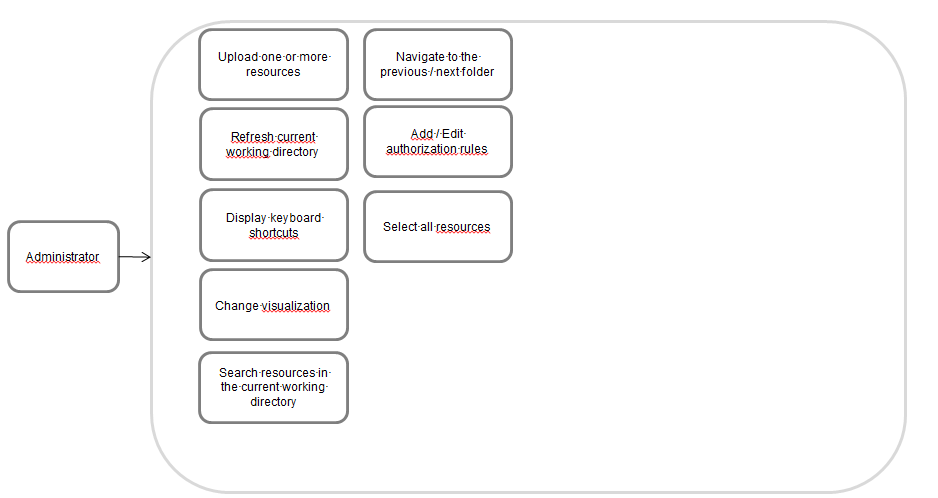 Upload one or more
resources
Navigate to the
previous / next folder
Refresh current
working directory
Add / Edit
authorization rules
Display keyboard
shortcuts
Select all resources
Administrator
Change visualization
Search resources in
the current working
directory